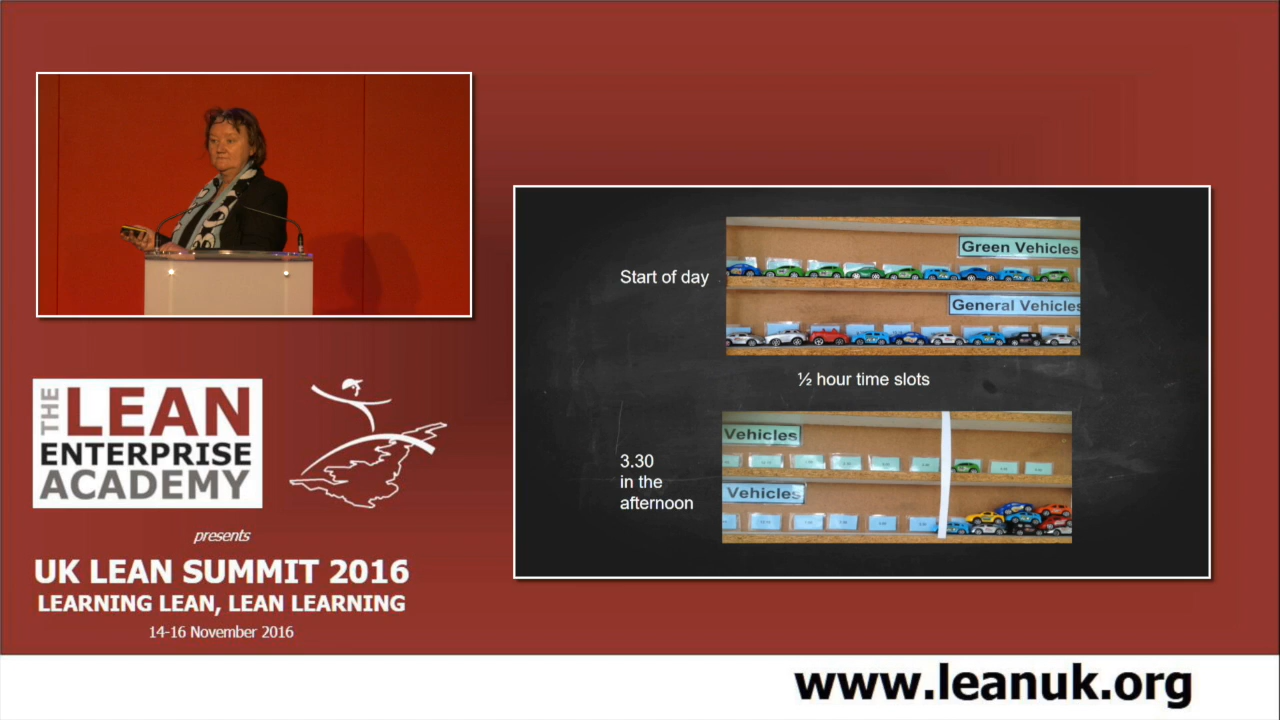 THE LEAN
ENTERPRISE
ACADEMY
presents
UK LEAN SUMMIT 2016
LEARNING LEAN, LEAN LEARNING
14-16 November 2016
Start of day
Green Vehicles
General Vehicles
½ hour time slots
3.30
in the
afternoon
Vehicles
Vehicles
www.leanuk.org